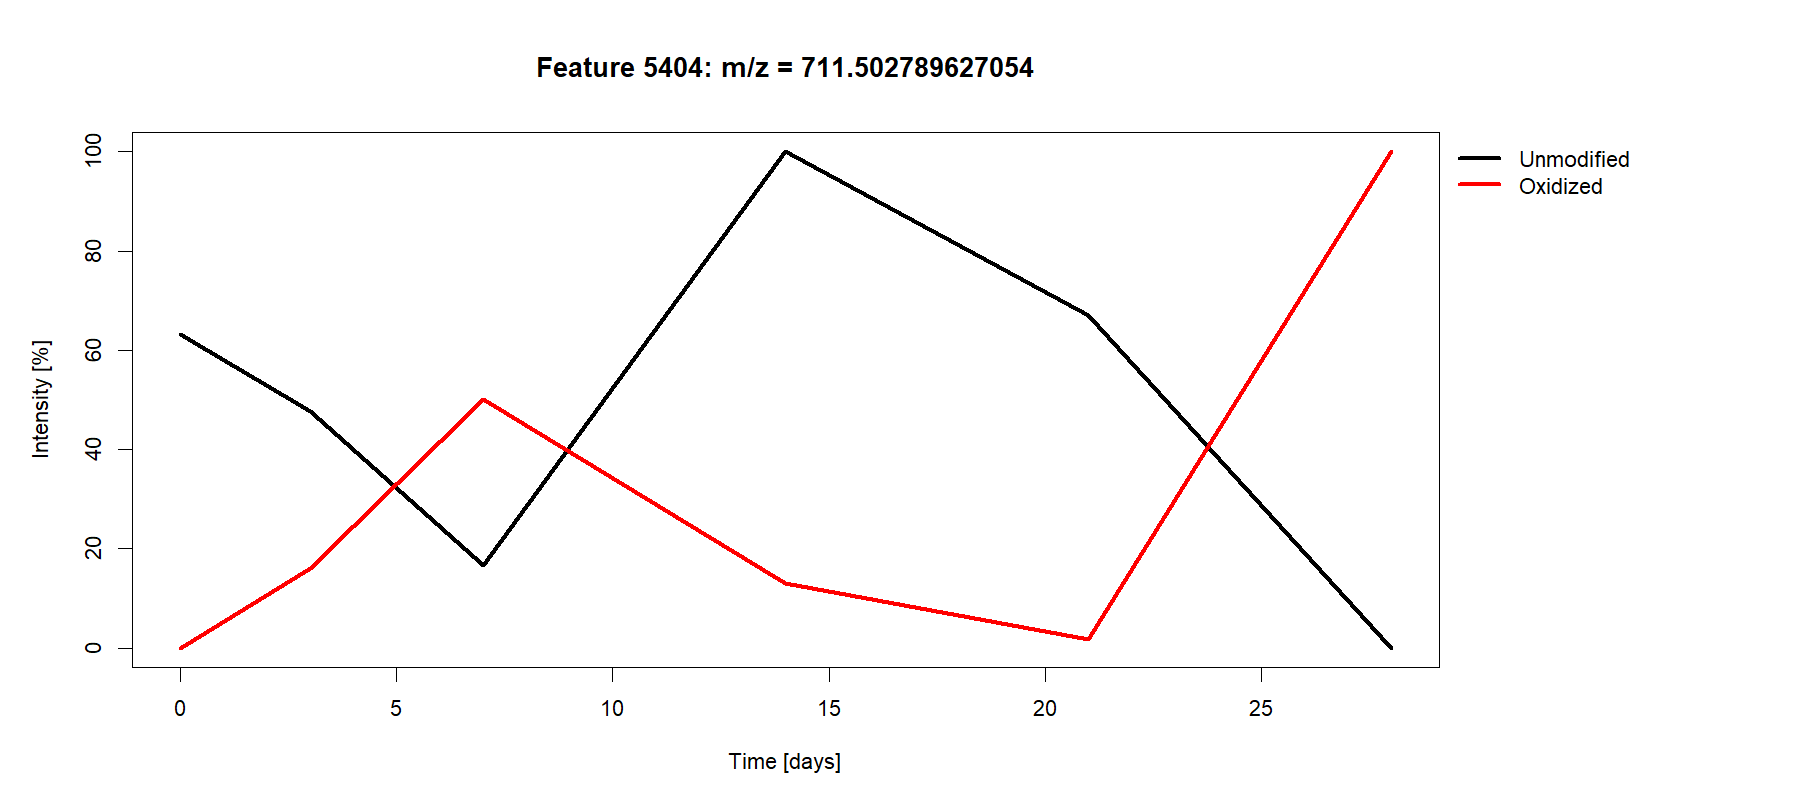 Feature 5404: m/z = 711.502789627054
Unmodified
Oxidized
Intensity [%]
100
80
60
40
20
0
0 5 10 15 20 25
Time [days]